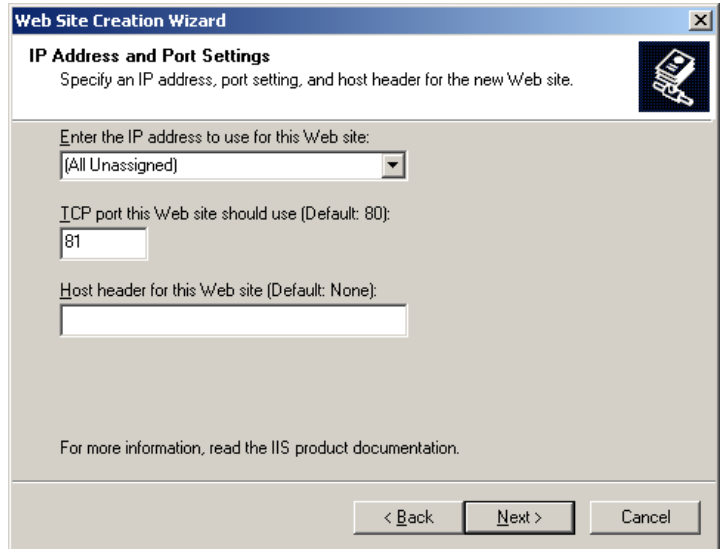 Web Site Creation Wizard
IP Address and Port Settings
Specify an IP address, port setting, and host header for the new Web site.
Enter the IP address to use for this Web site:
(All Unassigned)
TCP port this Web site should use (Default: 80):
81
Host header for this Web site (Default: None):
For more information, read the IIS product documentation.
< Back Next > Cancel